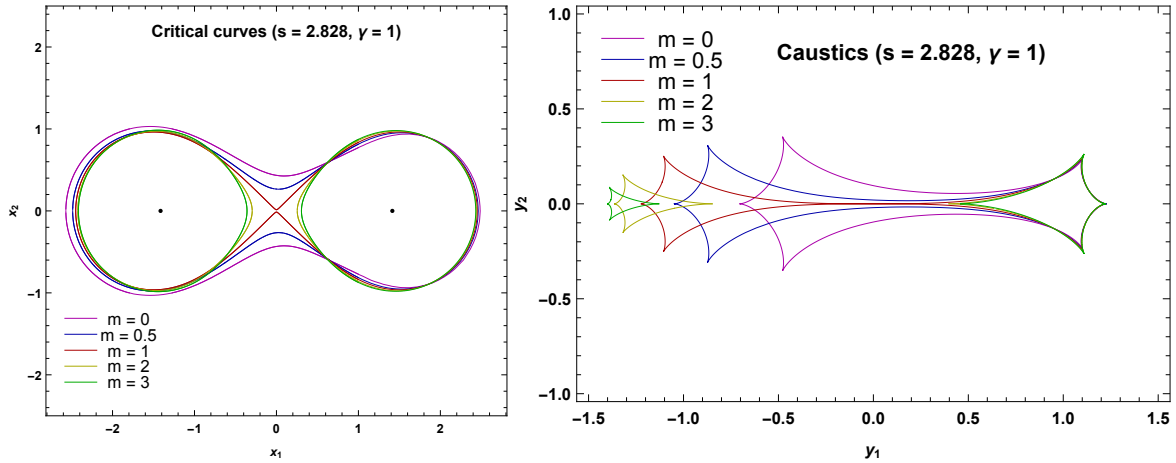 Critical curves (s = 2.828, γ = 1)
2
1
0
−1
−2
x₂
m = 0
m = 0.5
m = 1
m = 2
m = 3
−2 −1 0 1 2
x₁
Caustics (s = 2.828, γ = 1)
m = 0
m = 0.5
m = 1
m = 2
m = 3
1.0
0.5
0.0
−0.5
−1.0
y₂
−1.5 −1.0 −0.5 0.0 0.5 1.0 1.5
y₁